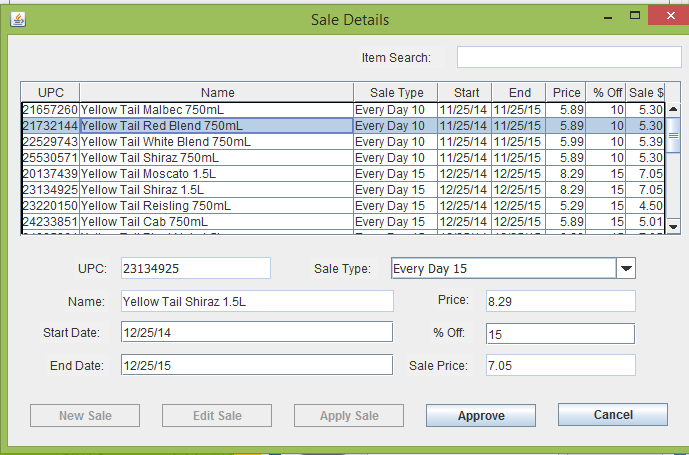 Sale Details
Item Search:
UPC Name Sale Type Start End Price % Off Sale $
21657260 Yellow Tail Malbec 750mL Every Day 10 11/25/14 11/25/15 5.89 10 5.30
21732144 Yellow Tail Red Blend 750mL Every Day 10 11/25/14 11/25/15 5.89 10 5.30
22529743 Yellow Tail White Blend 750mL Every Day 10 11/25/14 11/25/15 5.99 10 5.39
25530571 Yellow Tail Shiraz 750mL Every Day 10 11/25/14 11/25/15 5.89 10 5.30
20137439 Yellow Tail Moscato 1.5L Every Day 15 12/25/14 12/25/15 8.29 15 7.05
23134925 Yellow Tail Shiraz 1.5L Every Day 15 12/25/14 12/25/15 8.29 15 7.05
23220150 Yellow Tail Reisling 750mL Every Day 15 12/25/14 12/25/15 5.29 15 4.50
24233851 Yellow Tail Cab 750mL Every Day 15 12/25/14 12/25/15 5.89 15 5.01
UPC: 23134925 Sale Type: Every Day 15
Name: Yellow Tail Shiraz 1.5L Price: 8.29
Start Date: 12/25/14 % Off: 15
End Date: 12/25/15 Sale Price: 7.05
New Sale Edit Sale Apply Sale Approve Cancel